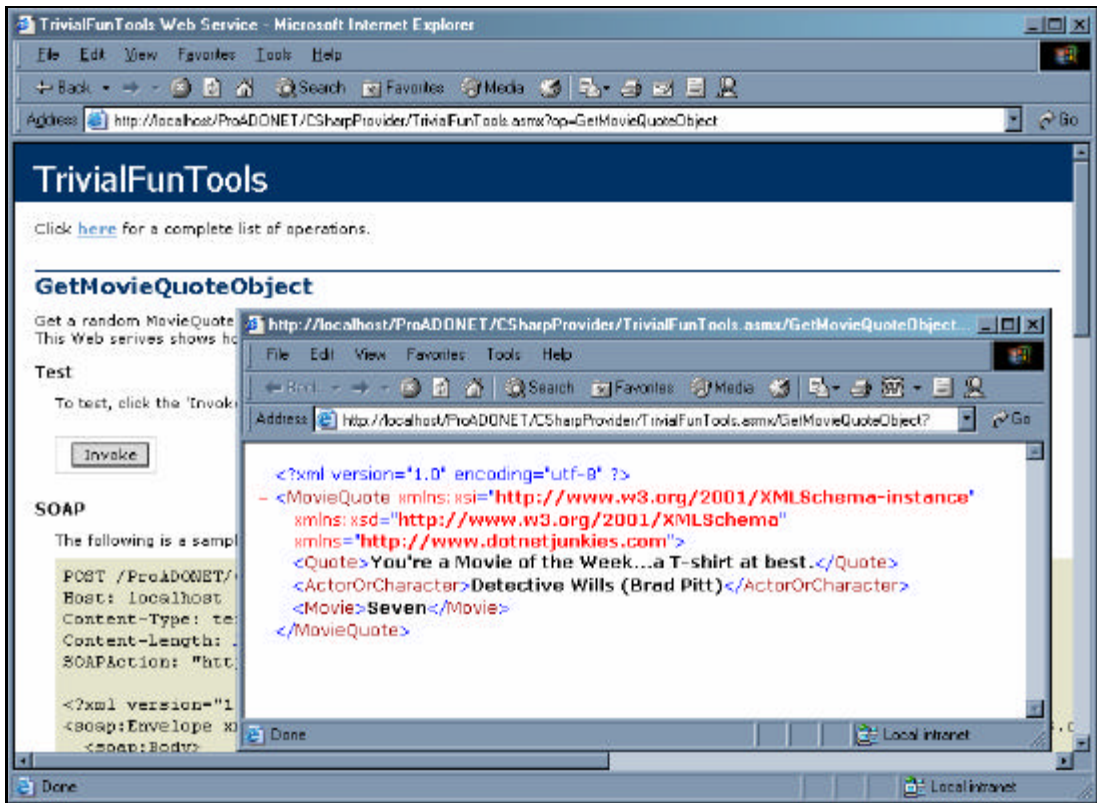 TrivialFunTools Web Service - Microsoft Internet Explorer
File Edit View Favorites Tools Help
Back Search Favorites Media
Address http://localhost/ProADONET/CSharpProvider/TrivialFunTools.asmx?op=GetMovieQuoteObject Go
TrivialFunTools
Click here for a complete list of operations.
GetMovieQuoteObject
Get a random MovieQuote
This Web serives shows
Test
To test, click the 'Invoke
Invoke
SOAP
The following is a sampl
POST /ProADONET/
Host: localhost
Content-Type:
Content-Length:
SOAPAction: "htt
<?xml version="1
<soap:Envelope
<soap:Body>
http://localhost/ProADONET/CSharpProvider/TrivialFunTools.asmx/GetMovieQuoteObject...
File Edit View Favorites Tools Help
Back Search Favorites Media
Address http://localhost/ProADONET/CSharpProvider/TrivialFunTools.asmx/GetMovieQuoteObject? Go
<?xml version="1.0" encoding="utf-8" ?>
- <MovieQuote xmlns:xsi="http://www.w3.org/2001/XMLSchema-instance"
xmlns:xsd="http://www.w3.org/2001/XMLSchema"
xmlns="http://www.dotnetjunkies.com">
<Quote>You're a Movie of the Week...a T-shirt at best.</Quote>
<ActorOrCharacter>Detective Wills (Brad Pitt)</ActorOrCharacter>
<Movie>Seven</Movie>
</MovieQuote>
Done Local intranet
Done Local intranet